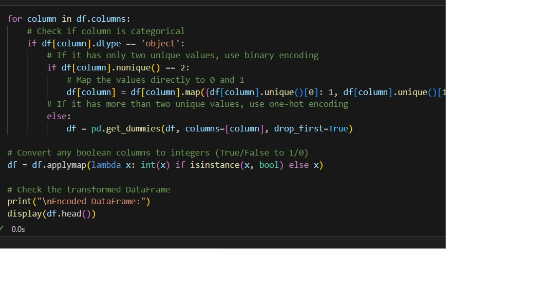 for column in df.columns:
    # Check if column is categorical
    if df[column].dtype == 'object':
        # If it has only two unique values, use binary encoding
        if df[column].nunique() == 2:
            # Map the values directly to 0 and 1
            df[column] = df[column].map({df[column].unique()[0]: 1, df[column].unique()[1
        # If it has more than two unique values, use one-hot encoding
        else:
            df = pd.get_dummies(df, columns=[column], drop_first=True)
# Convert any boolean columns to integers (True/False to 1/0)
df = df.applymap(lambda x: int(x) if isinstance(x, bool) else x)
# Check the transformed DataFrame
print("\nEncoded DataFrame:")
display(df.head())
✓ 0.0s